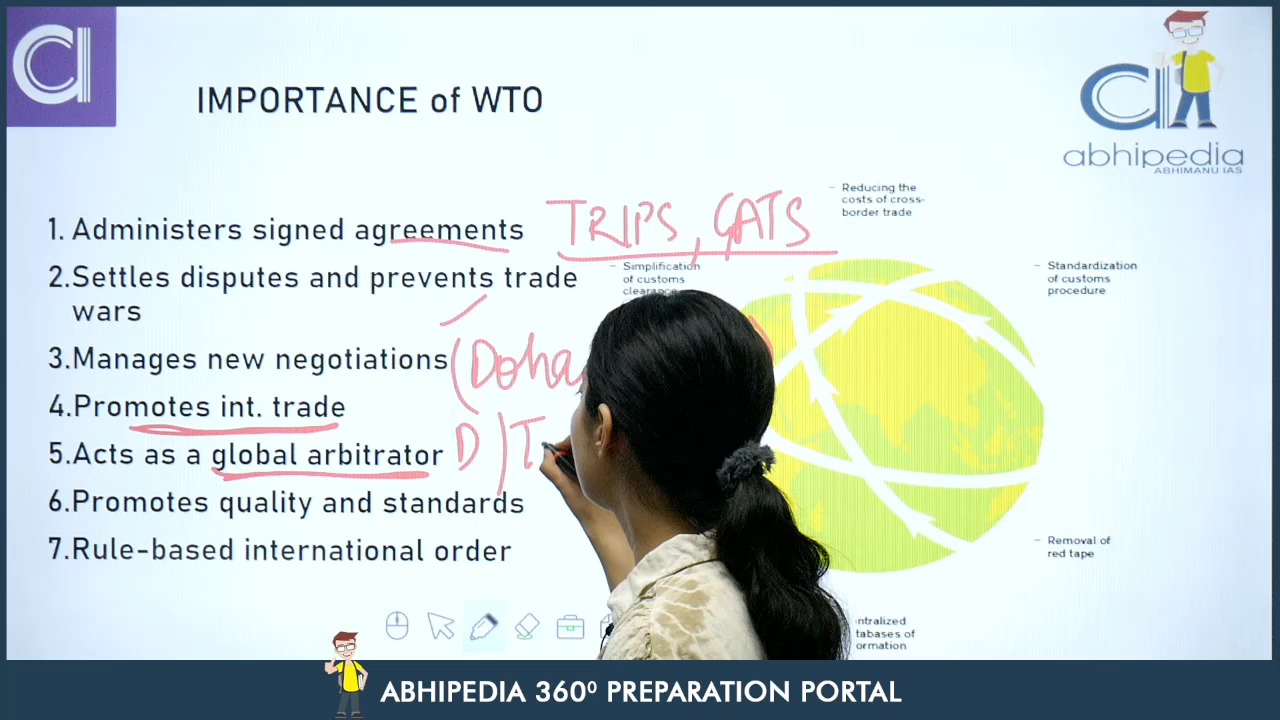 IMPORTANCE of WTO
abhipedia
ABHIMANU IAS
1. Administers signed agreements TRIPS, GATS
2.Settles disputes and prevents trade
wars
3.Manages new negotiations (Doha
4.Promotes int. trade
5.Acts as a global arbitrator D/T
6.Promotes quality and standards
7.Rule-based international order
– Reducing the
costs of cross-
border trade
– Simplification
of customs
clearance
– Standardization
of customs
procedure
– Removal of
red tape
ABHIPEDIA 360⁰ PREPARATION PORTAL